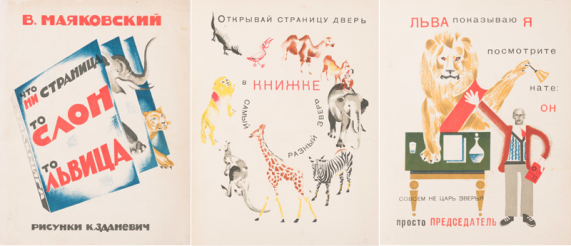 В. МАЯКОВСКИЙ
ЧТО
НИ СТРАНИЦА,
ТО
СЛОН
ТО
ЛЬВИЦА
РИСУНКИ К. ЗДАНЕВИЧ
ОТКРЫВАЙ СТРАНИЦУ ДВЕРЬ
в КНИЖКЕ
САМЫЙ
РАЗНЫЙ
ЗВЕРЬ
ЛЬВА показываю Я
посмотрите
нате:
ОН
СОВСЕМ НЕ ЦАРЬ ЗВЕРЬЯ
просто ПРЕДСЕДАТЕЛЬ